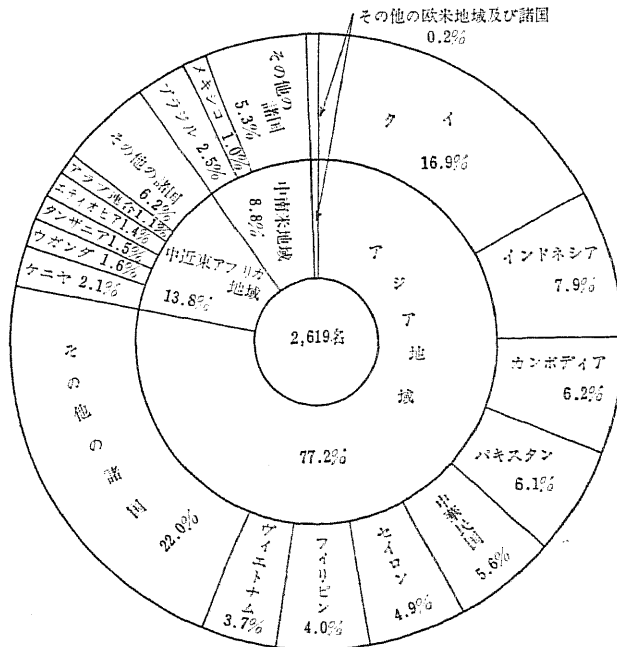 その他の欧米地域及び諸国
0.2%
タイ
16.9%
インドネシア
7.9%
カンボディア
6.2%
パキスタン
6.1%
中華民国
5.6%
セイロン
4.9%
フィリピン
4.0%
ヴィエトナム
3.7%
その他の諸国
22.0%
ケニヤ 2.1%
ウガンダ 1.6%
タンザニア1.5%
エチィオピア1.4%
アラブ連合1.1%
その他の諸国
6.2%
ブラジル 2.5%
メキシコ 1.0%
その他の諸国
5.3%
アジア地域
77.2%
中近東アフリカ
地域
13.8%
中南米地域
8.8%
2,619名